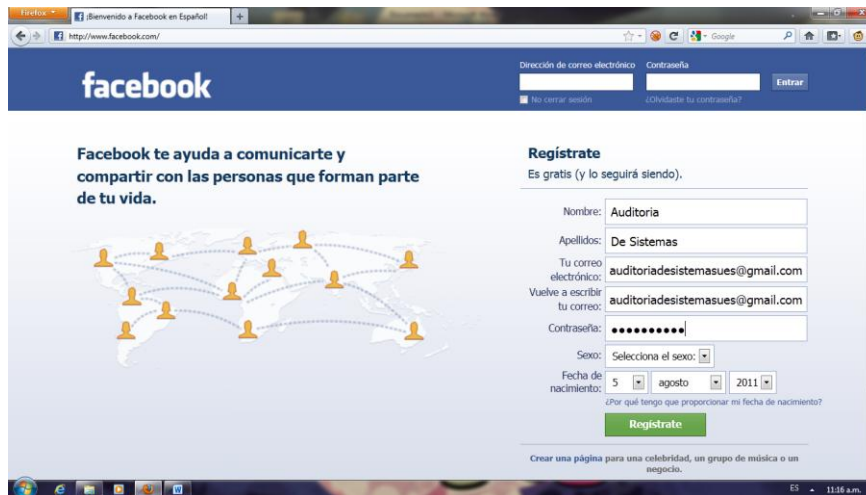 Firefox
¡Bienvenido a Facebook en Español!
+
http://www.facebook.com/
Google
facebook
Dirección de correo electrónico
Contraseña
Entrar
No cerrar sesión
¿Olvidaste tu contraseña?
Facebook te ayuda a comunicarte y
compartir con las personas que forman parte
de tu vida.
Regístrate
Es gratis (y lo seguirá siendo).
Nombre: Auditoria
Apellidos: De Sistemas
Tu correo
electrónico: auditoriadesistemasues@gmail.com
Vuelve a escribir
tu correo: auditoriadesistemasues@gmail.com
Contraseña: ●●●●●●●●●●
Sexo: Selecciona el sexo:
Fecha de
nacimiento: 5 agosto 2011
¿Por qué tengo que proporcionar mi fecha de nacimiento?
Regístrate
Crear una página para una celebridad, un grupo de música o un
negocio.
ES
11:16 a.m.